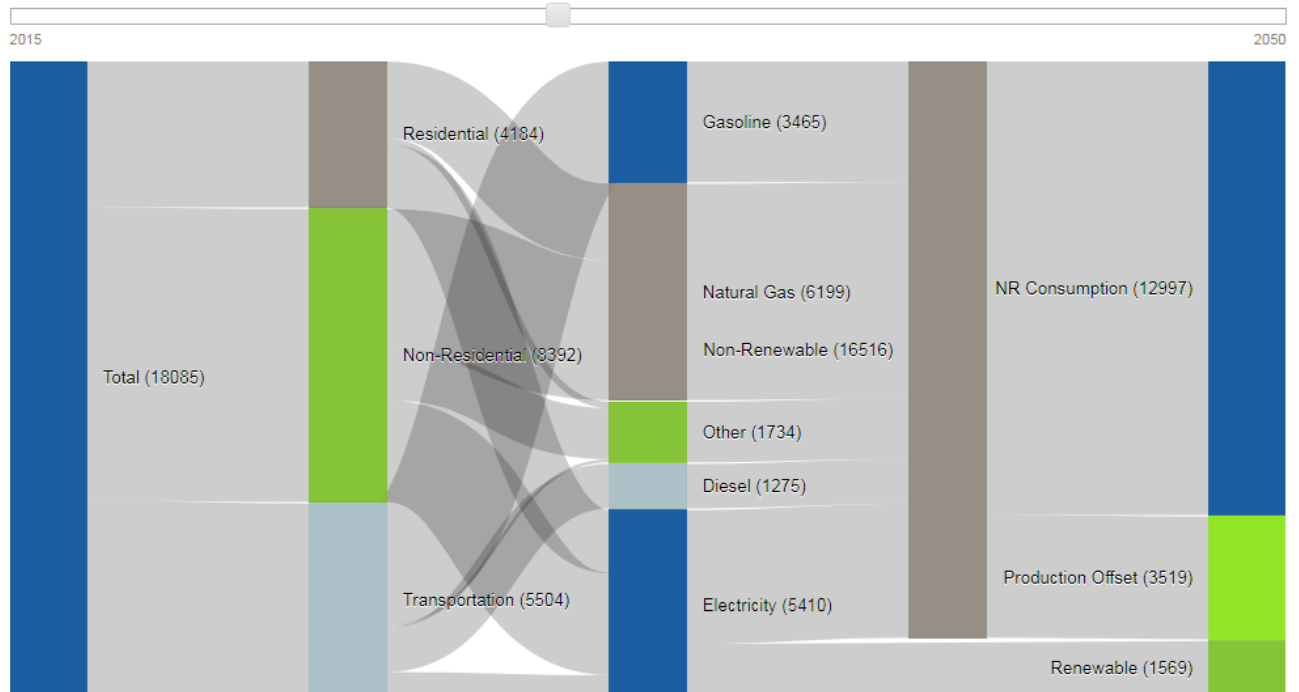 2015
2050
Residential (4184)
Gasoline (3465)
Natural Gas (6199)
NR Consumption (12997)
Non-Residential (8392)
Non-Renewable (16516)
Total (18085)
Other (1734)
Diesel (1275)
Production Offset (3519)
Transportation (5504)
Electricity (5410)
Renewable (1569)